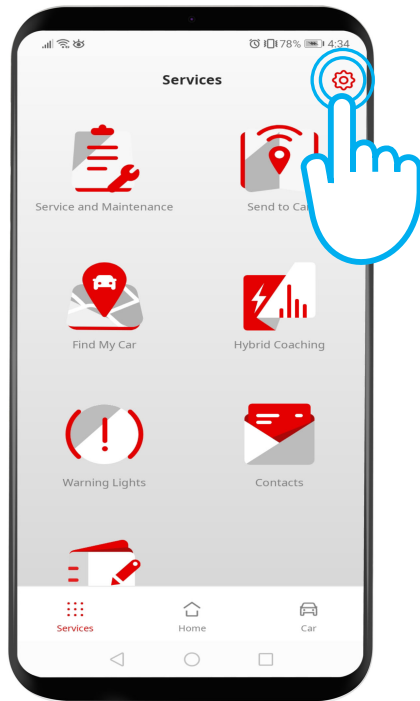 78% 4:34
Services
Service and Maintenance
Send to Ca
Find My Car
Hybrid Coaching
Warning Lights
Contacts
Services
Home
Car